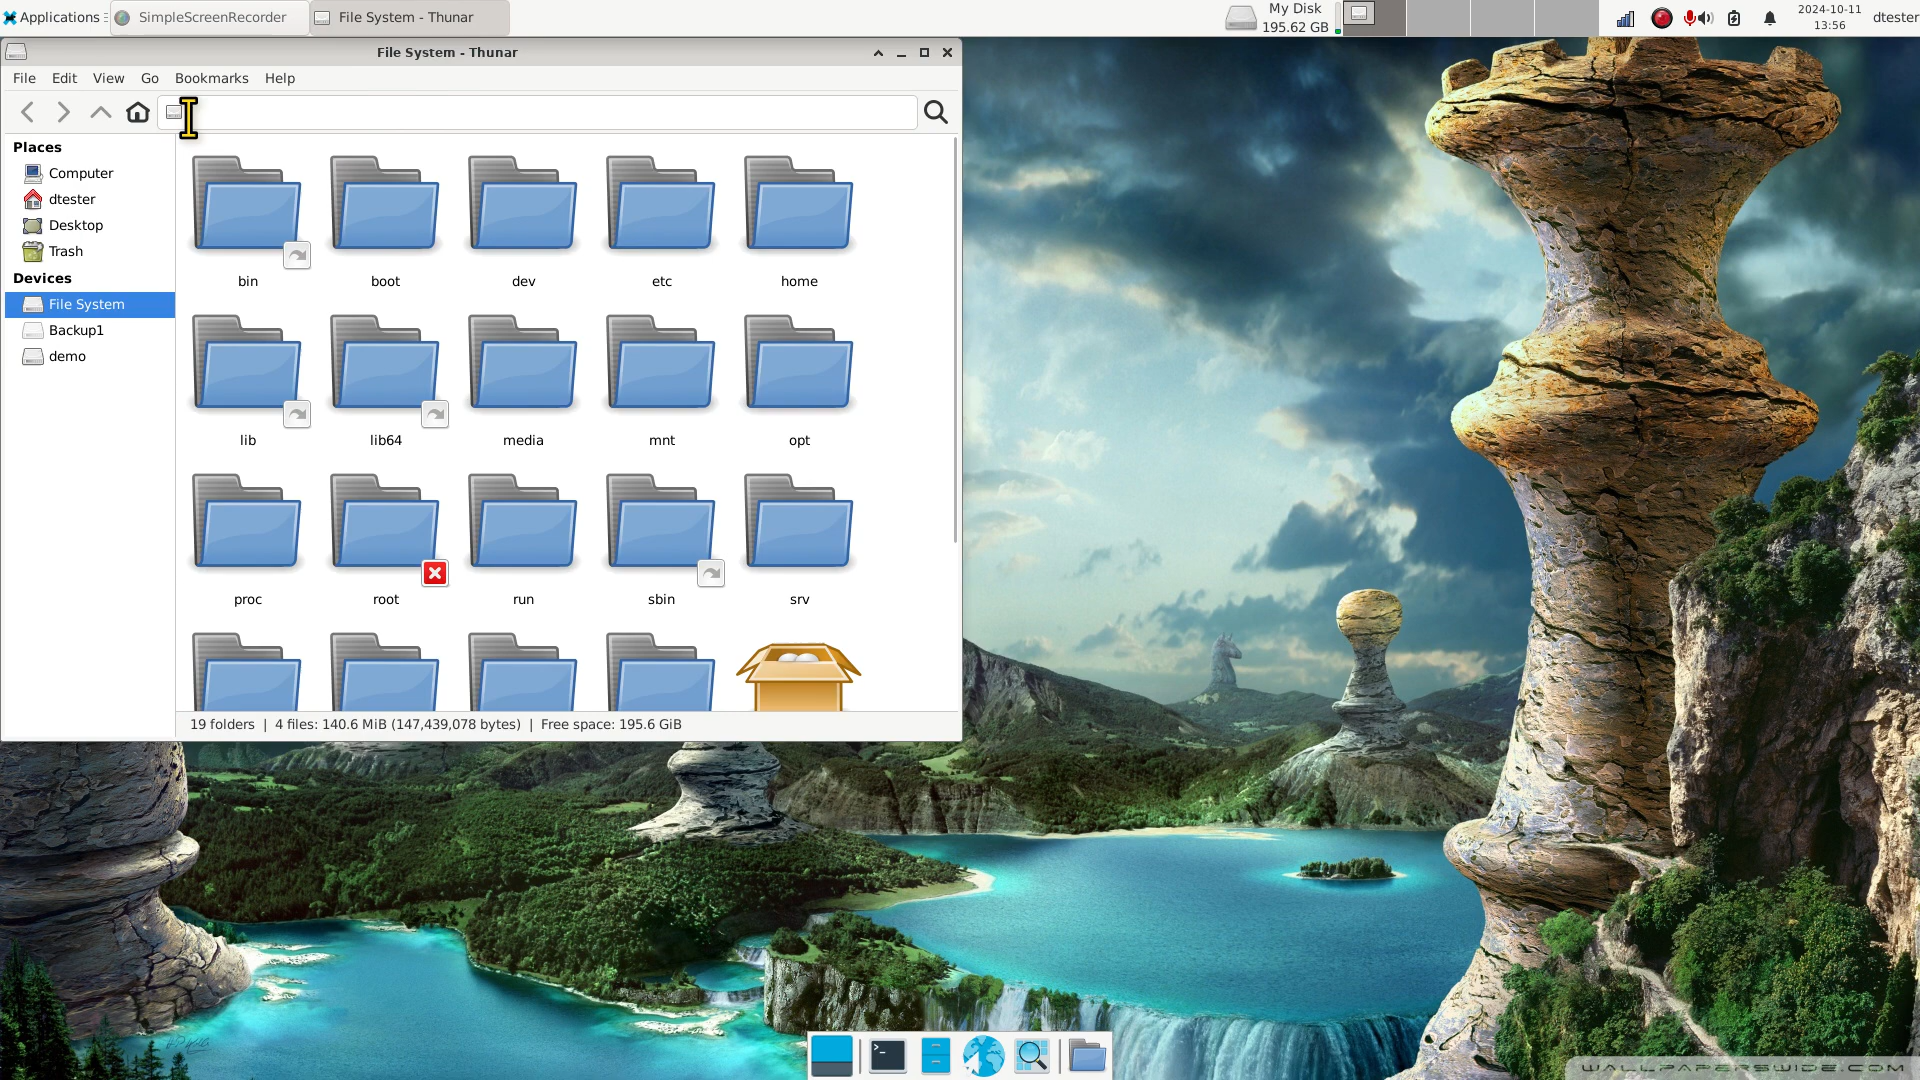 Applications
SimpleScreenRecorder
File System - Thunar
My Disk
195.62 GB
2024-10-11
13:56
dtester
File System - Thunar
File Edit View Go Bookmarks Help
Places
Computer
dtester
Desktop
Trash
Devices
File System
Backup1
demo
bin boot dev etc home
lib lib64 media mnt opt
proc root run sbin srv
19 folders | 4 files: 140.6 MiB (147,439,078 bytes) | Free space: 195.6 GiB
WALLPAPERSWIDE.COM